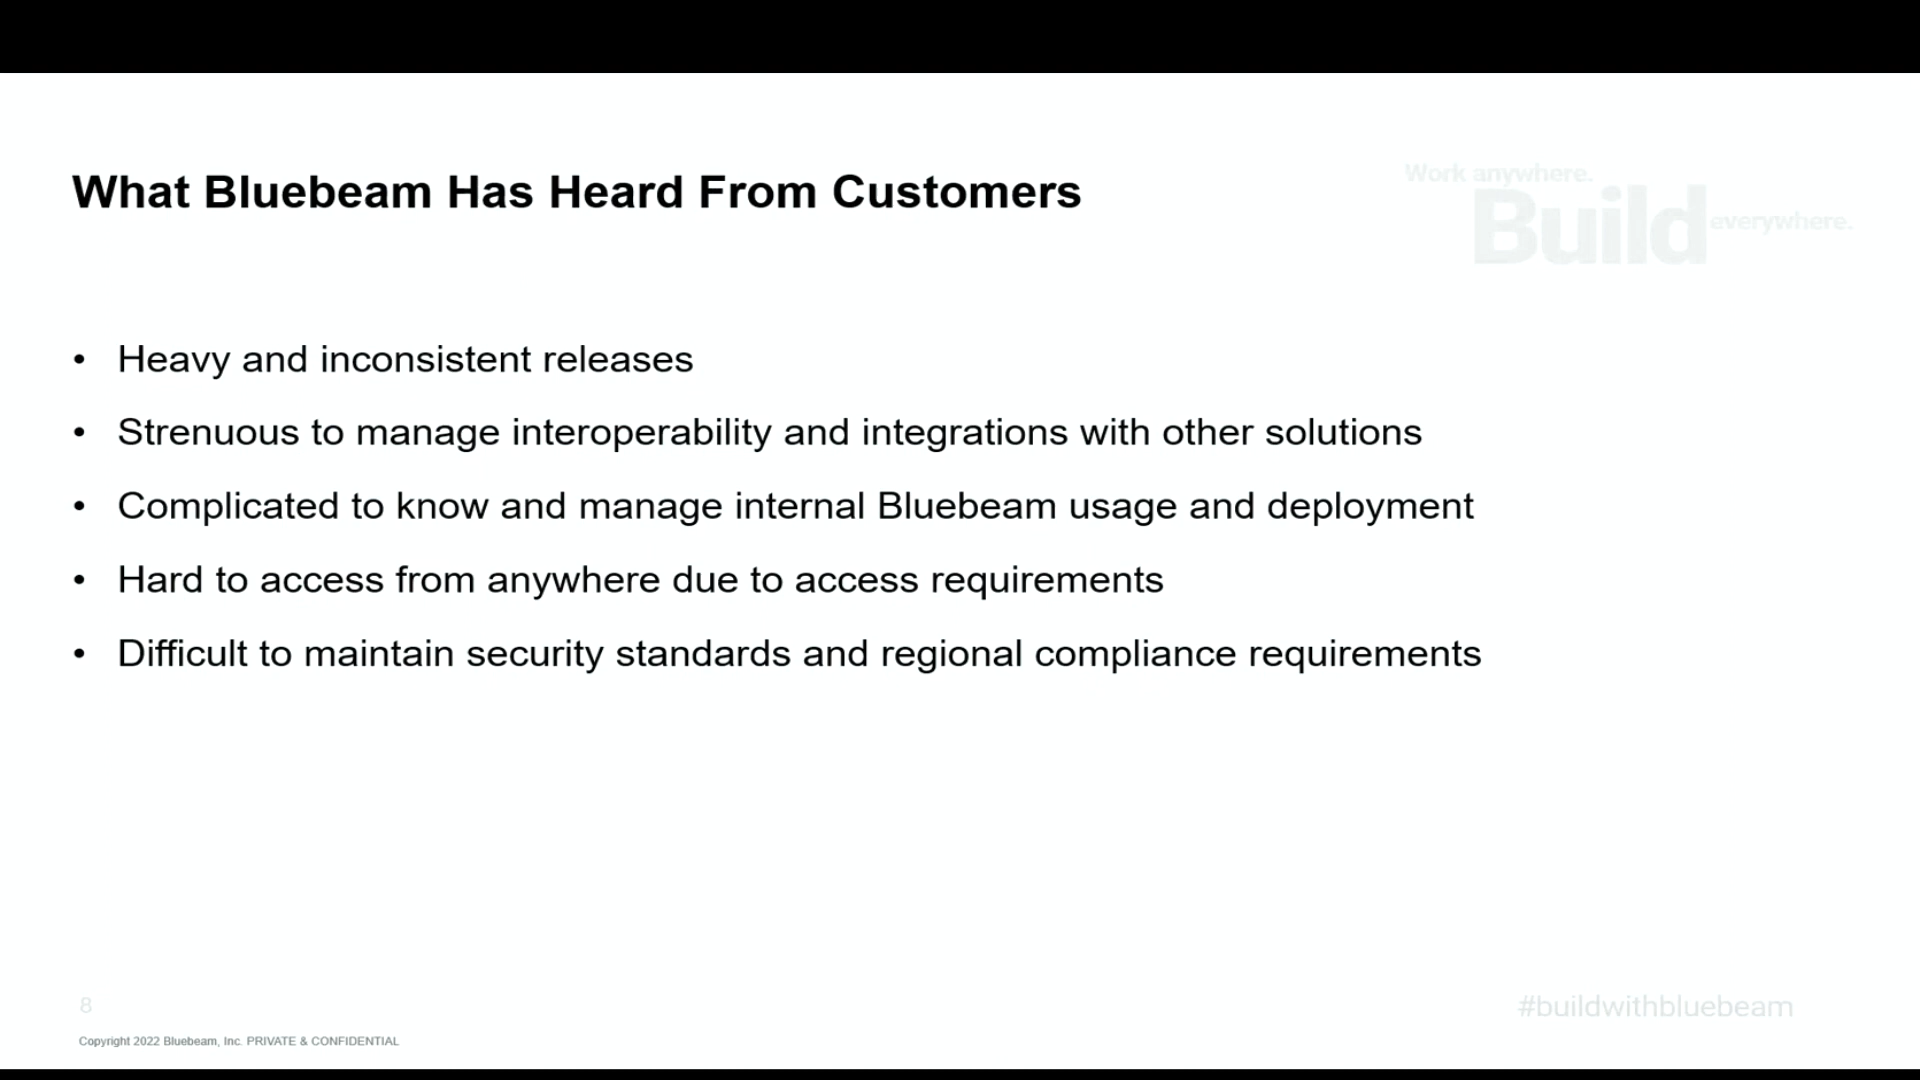 What Bluebeam Has Heard From Customers
Work anywhere.
Build everywhere.
• Heavy and inconsistent releases
• Strenuous to manage interoperability and integrations with other solutions
• Complicated to know and manage internal Bluebeam usage and deployment
• Hard to access from anywhere due to access requirements
• Difficult to maintain security standards and regional compliance requirements
8
#buildwithbluebeam
Copyright 2022 Bluebeam, Inc. PRIVATE & CONFIDENTIAL